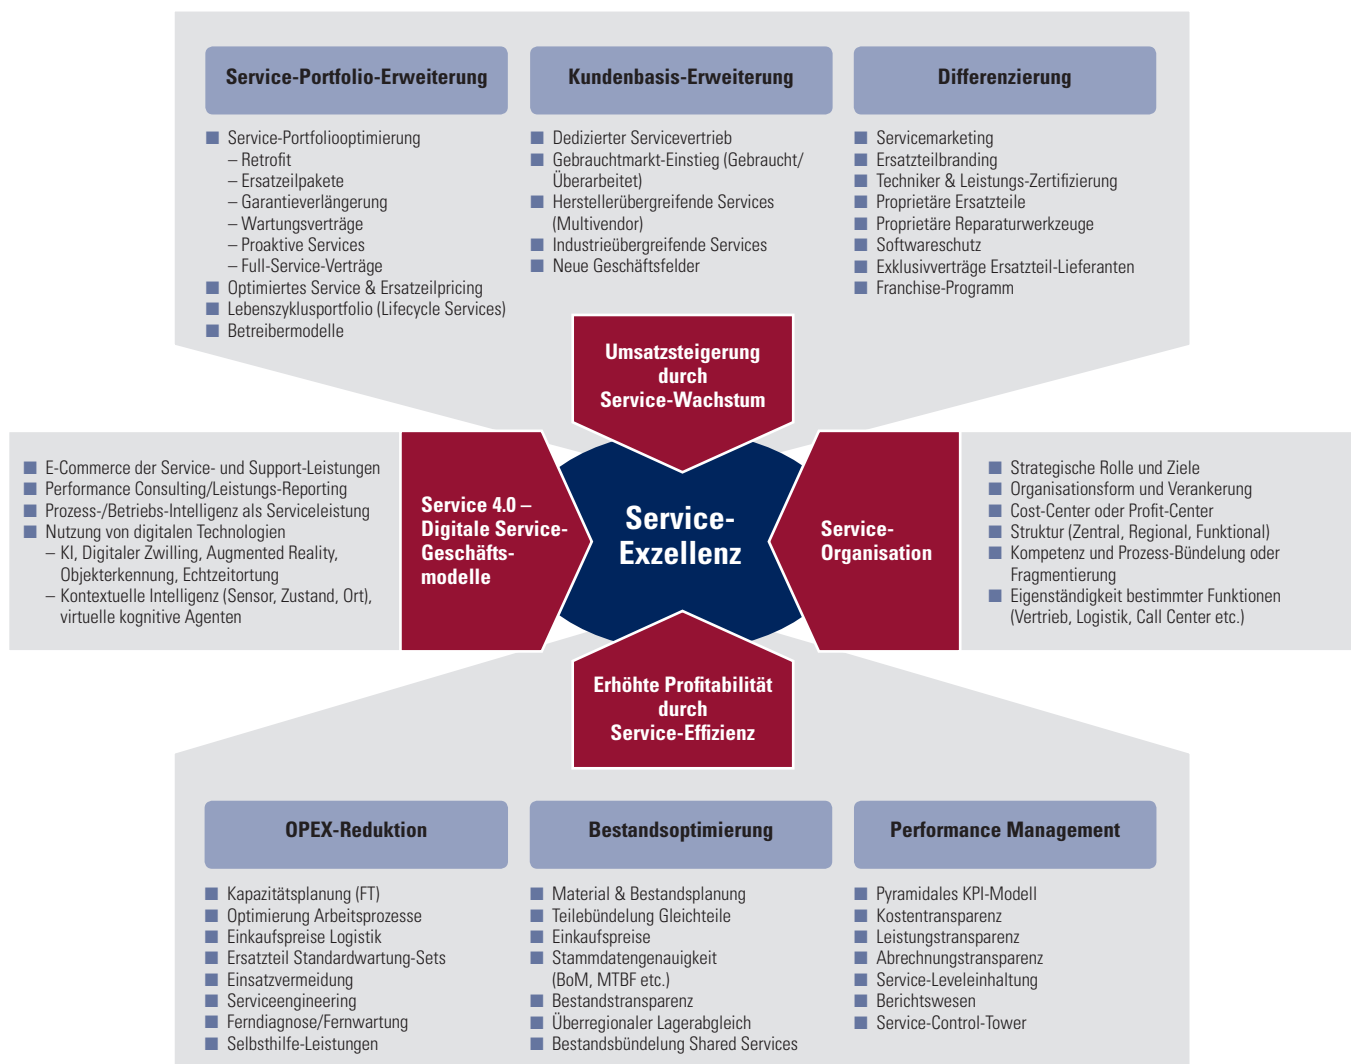 Service-Portfolio-Erweiterung
■ Service-Portfoliooptimierung
– Retrofit
– Ersatzeilpakete
– Garantieverlängerung
– Wartungsverträge
– Proaktive Services
– Full-Service-Verträge
■ Optimiertes Service & Ersatzeilpricing
■ Lebenszyklusportfolio (Lifecycle Services)
■ Betreibermodelle
Kundenbasis-Erweiterung
■ Dedizierter Servicevertrieb
■ Gebrauchtmarkt-Einstieg (Gebraucht/
Überarbeitet)
■ Herstellerübergreifende Services
(Multivendor)
■ Industrieübergreifende Services
■ Neue Geschäftsfelder
Differenzierung
■ Servicemarketing
■ Ersatzteilbranding
■ Techniker & Leistungs-Zertifizierung
■ Proprietäre Ersatzteile
■ Proprietäre Reparaturwerkzeuge
■ Softwareschutz
■ Exklusivverträge Ersatzteil-Lieferanten
■ Franchise-Programm
Umsatzsteigerung
durch
Service-Wachstum
■ E-Commerce der Service- und Support-Leistungen
■ Performance Consulting/Leistungs-Reporting
■ Prozess-/Betriebs-Intelligenz als Serviceleistung
■ Nutzung von digitalen Technologien
– KI, Digitaler Zwilling, Augmented Reality,
Objekterkennung, Echtzeitortung
– Kontextuelle Intelligenz (Sensor, Zustand, Ort),
virtuelle kognitive Agenten
Service 4.0 –
Digitale Service-
Geschäfts-
modelle
Service-
Exzellenz
Service-
Organisation
■ Strategische Rolle und Ziele
■ Organisationsform und Verankerung
■ Cost-Center oder Profit-Center
■ Struktur (Zentral, Regional, Funktional)
■ Kompetenz und Prozess-Bündelung oder
Fragmentierung
■ Eigenständigkeit bestimmter Funktionen
(Vertrieb, Logistik, Call Center etc.)
Erhöhte Profitabilität
durch
Service-Effizienz
OPEX-Reduktion
■ Kapazitätsplanung (FT)
■ Optimierung Arbeitsprozesse
■ Einkaufspreise Logistik
■ Ersatzteil Standardwartung-Sets
■ Einsatzvermeidung
■ Serviceengineering
■ Ferndiagnose/Fernwartung
■ Selbsthilfe-Leistungen
Bestandsoptimierung
■ Material & Bestandsplanung
■ Teilebündelung Gleichteile
■ Einkaufspreise
■ Stammdatengenauigkeit
(BoM, MTBF etc.)
■ Bestandstransparenz
■ Überregionaler Lagerabgleich
■ Bestandsbündelung Shared Services
Performance Management
■ Pyramidales KPI-Modell
■ Kostentransparenz
■ Leistungstransparenz
■ Abrechnungstransparenz
■ Service-Leveleinhaltung
■ Berichtswesen
■ Service-Control-Tower